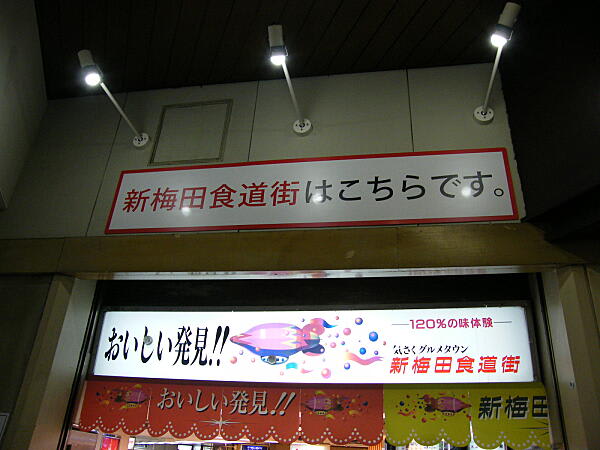 新梅田食道街はこちらです。
おいしい発見!!
120%の味体験
気さくグルメタウン
新梅田食道街
おいしい発見!!
新梅田